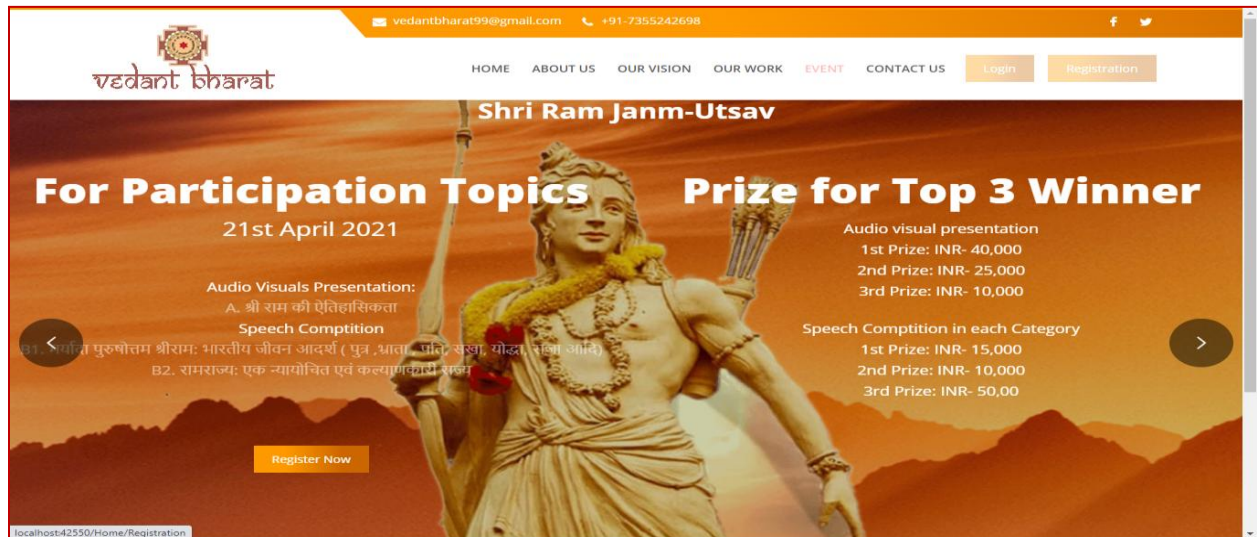 vedantbharat99@gmail.com +91-7355242698
vedant bharat
HOME ABOUT US OUR VISION OUR WORK EVENT CONTACT US Login Registration
Shri Ram Janm-Utsav
For Participation Topics
21st April 2021
Audio Visuals Presentation:
A. श्री राम की ऐतिहासिकता
Speech Comptition
B1. मर्यादा पुरुषोत्तम श्रीराम: भारतीय जीवन आदर्श ( पुत्र ,भ्राता , पति, सखा, योद्धा, राजा आदि)
B2. रामराज्य: एक न्यायोचित एवं कल्याणकारी राज्य
Register Now
Prize for Top 3 Winner
Audio visual presentation
1st Prize: INR- 40,000
2nd Prize: INR- 25,000
3rd Prize: INR- 10,000
Speech Comptition in each Category
1st Prize: INR- 15,000
2nd Prize: INR- 10,000
3rd Prize: INR- 50,00
localhost:42550/Home/Registration